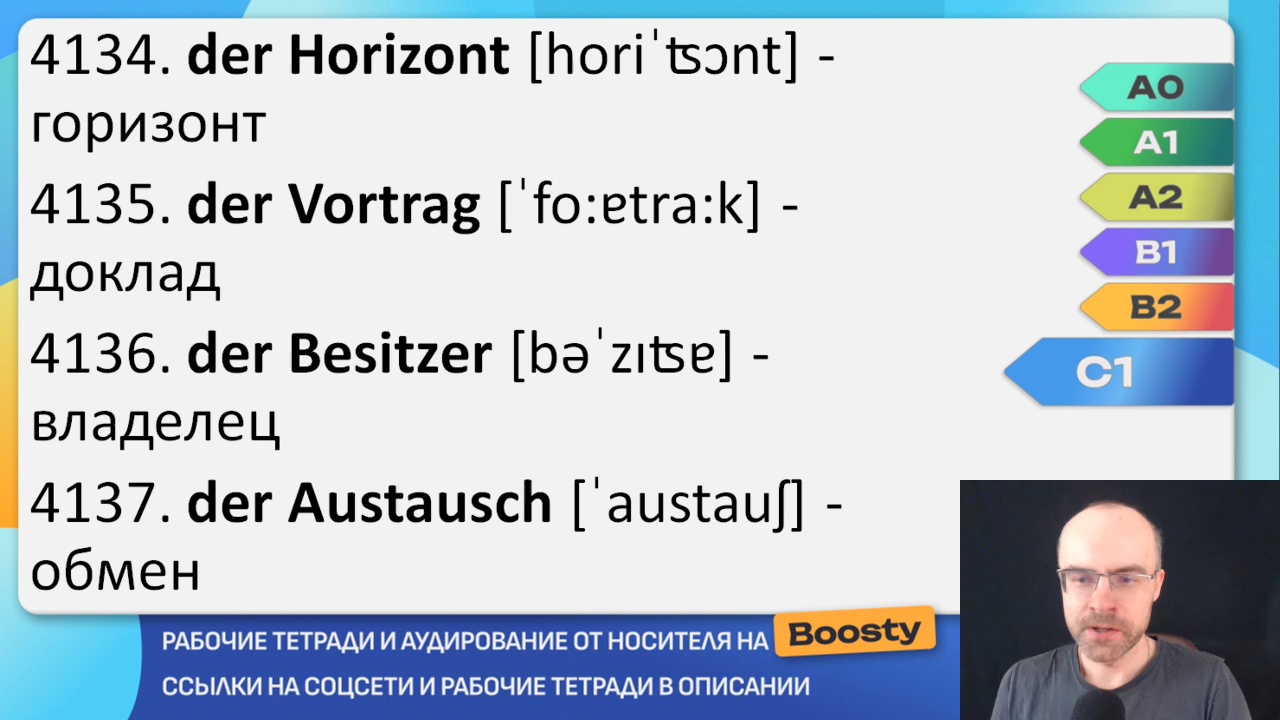 4134. der Horizont [horiˈʦɔnt] -
горизонт
4135. der Vortrag [ˈfo:ɐtra:k] -
доклад
4136. der Besitzer [bəˈzɪʦɐ] -
владелец
4137. der Austausch [ˈaustauʃ] -
обмен
A0
A1
A2
B1
B2
C1
РАБОЧИЕ ТЕТРАДИ И АУДИРОВАНИЕ ОТ НОСИТЕЛЯ НА Boosty
ССЫЛКИ НА СОЦСЕТИ И РАБОЧИЕ ТЕТРАДИ В ОПИСАНИИ